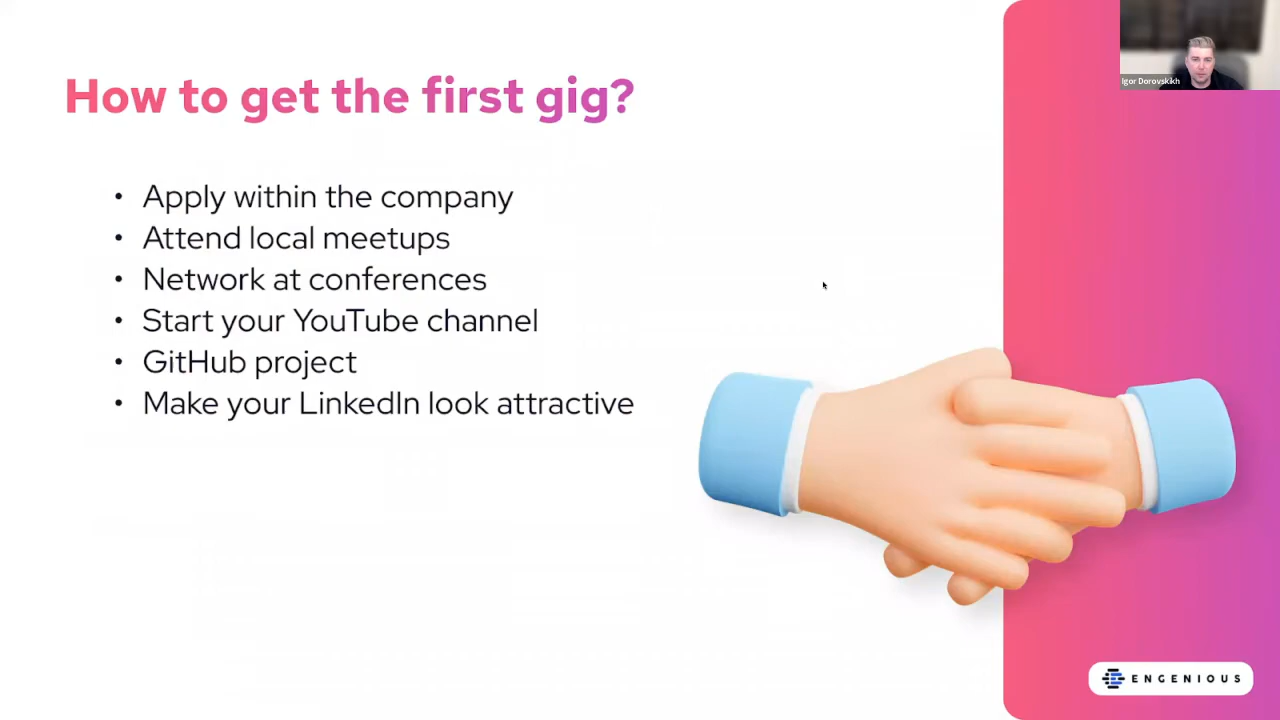 How to get the first gig?
• Apply within the company
• Attend local meetups
• Network at conferences
• Start your YouTube channel
• GitHub project
• Make your LinkedIn look attractive
Igor Dorovskikh
ENGENIOUS